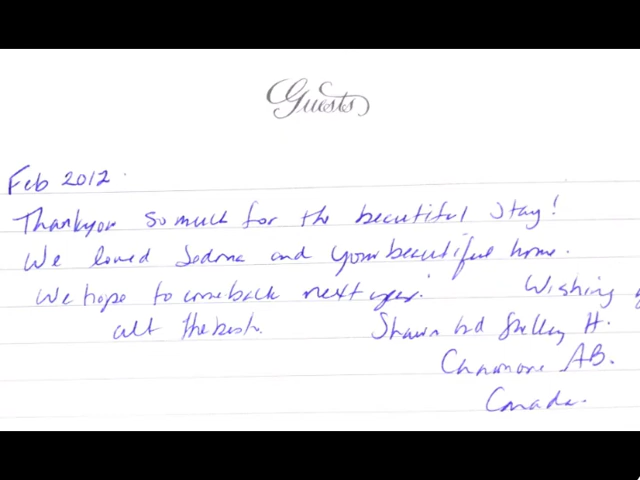 Guests
Feb 2012
Thankyou so much for the beautiful stay!
We loved Sedona and your beautiful home.
We hope to comeback next year. Wishing
all the best. Shawn and Shelley H.
AB.
Canada.